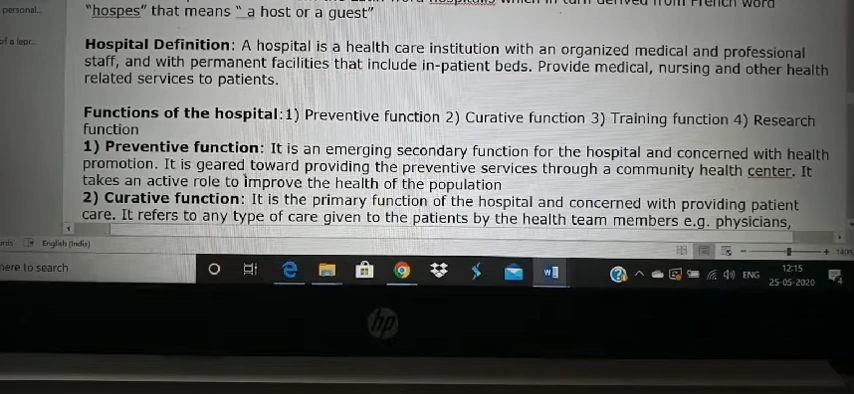 personal...
"hospes" that means " a host or a guest"
of a lepr...
Hospital Definition: A hospital is a health care institution with an organized medical and professional
staff, and with permanent facilities that include in-patient beds. Provide medical, nursing and other health
related services to patients.
Functions of the hospital:1) Preventive function 2) Curative function 3) Training function 4) Research
function
1) Preventive function: It is an emerging secondary function for the hospital and concerned with health
promotion. It is geared toward providing the preventive services through a community health center. It
takes an active role to improve the health of the population
2) Curative function: It is the primary function of the hospital and concerned with providing patient
care. It refers to any type of care given to the patients by the health team members e.g. physicians,
English (India)
here to search
ENG
12:15
25-05-2020
hp